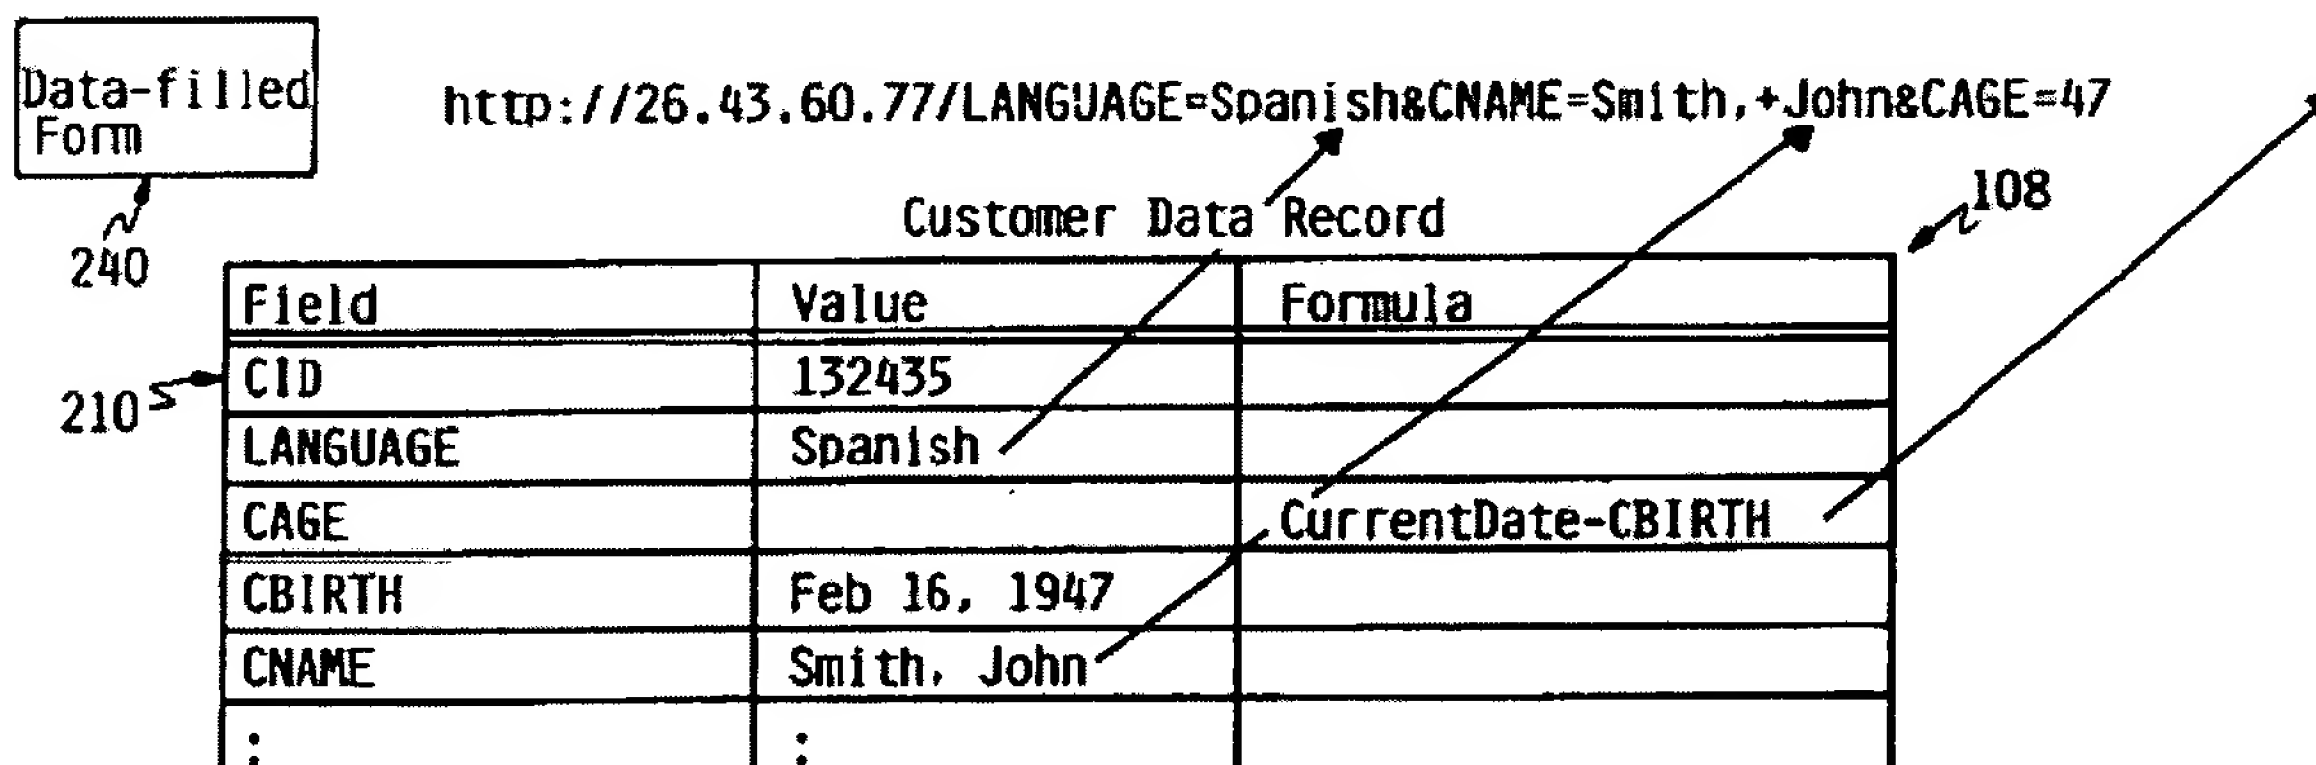 Data-filled
Form
http://26.43.60.77/LANGUAGE=Spanish&CNAME=Smith,+John&CAGE=47
240
Customer Data Record
108
Field Value Formula
210
CID 132435
LANGUAGE Spanish
CAGE CurrentDate-CBIRTH
CBIRTH Feb 16, 1947
CNAME Smith, John
: :